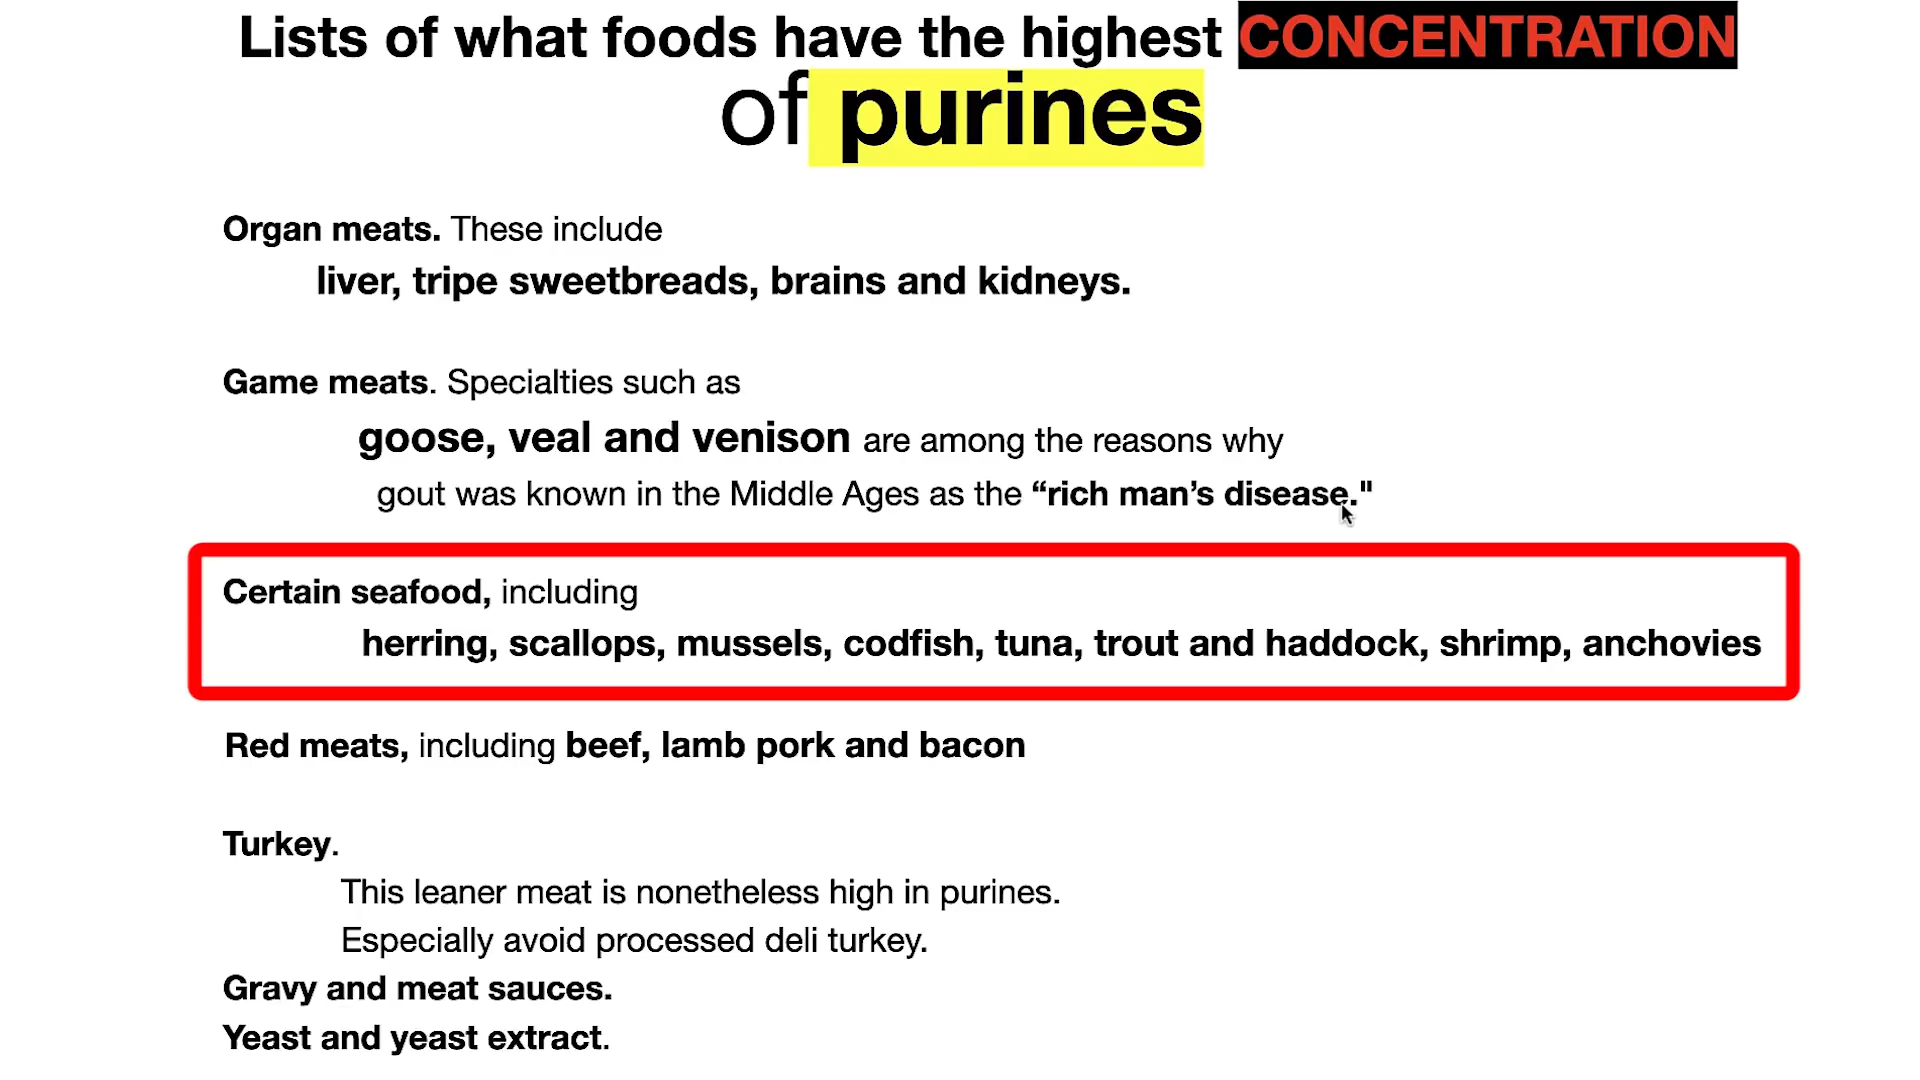 Lists of what foods have the highest CONCENTRATION
of purines
Organ meats. These include
liver, tripe sweetbreads, brains and kidneys.
Game meats. Specialties such as
goose, veal and venison are among the reasons why
gout was known in the Middle Ages as the “rich man’s disease."
Certain seafood, including
herring, scallops, mussels, codfish, tuna, trout and haddock, shrimp, anchovies
Red meats, including beef, lamb pork and bacon
Turkey.
This leaner meat is nonetheless high in purines.
Especially avoid processed deli turkey.
Gravy and meat sauces.
Yeast and yeast extract.